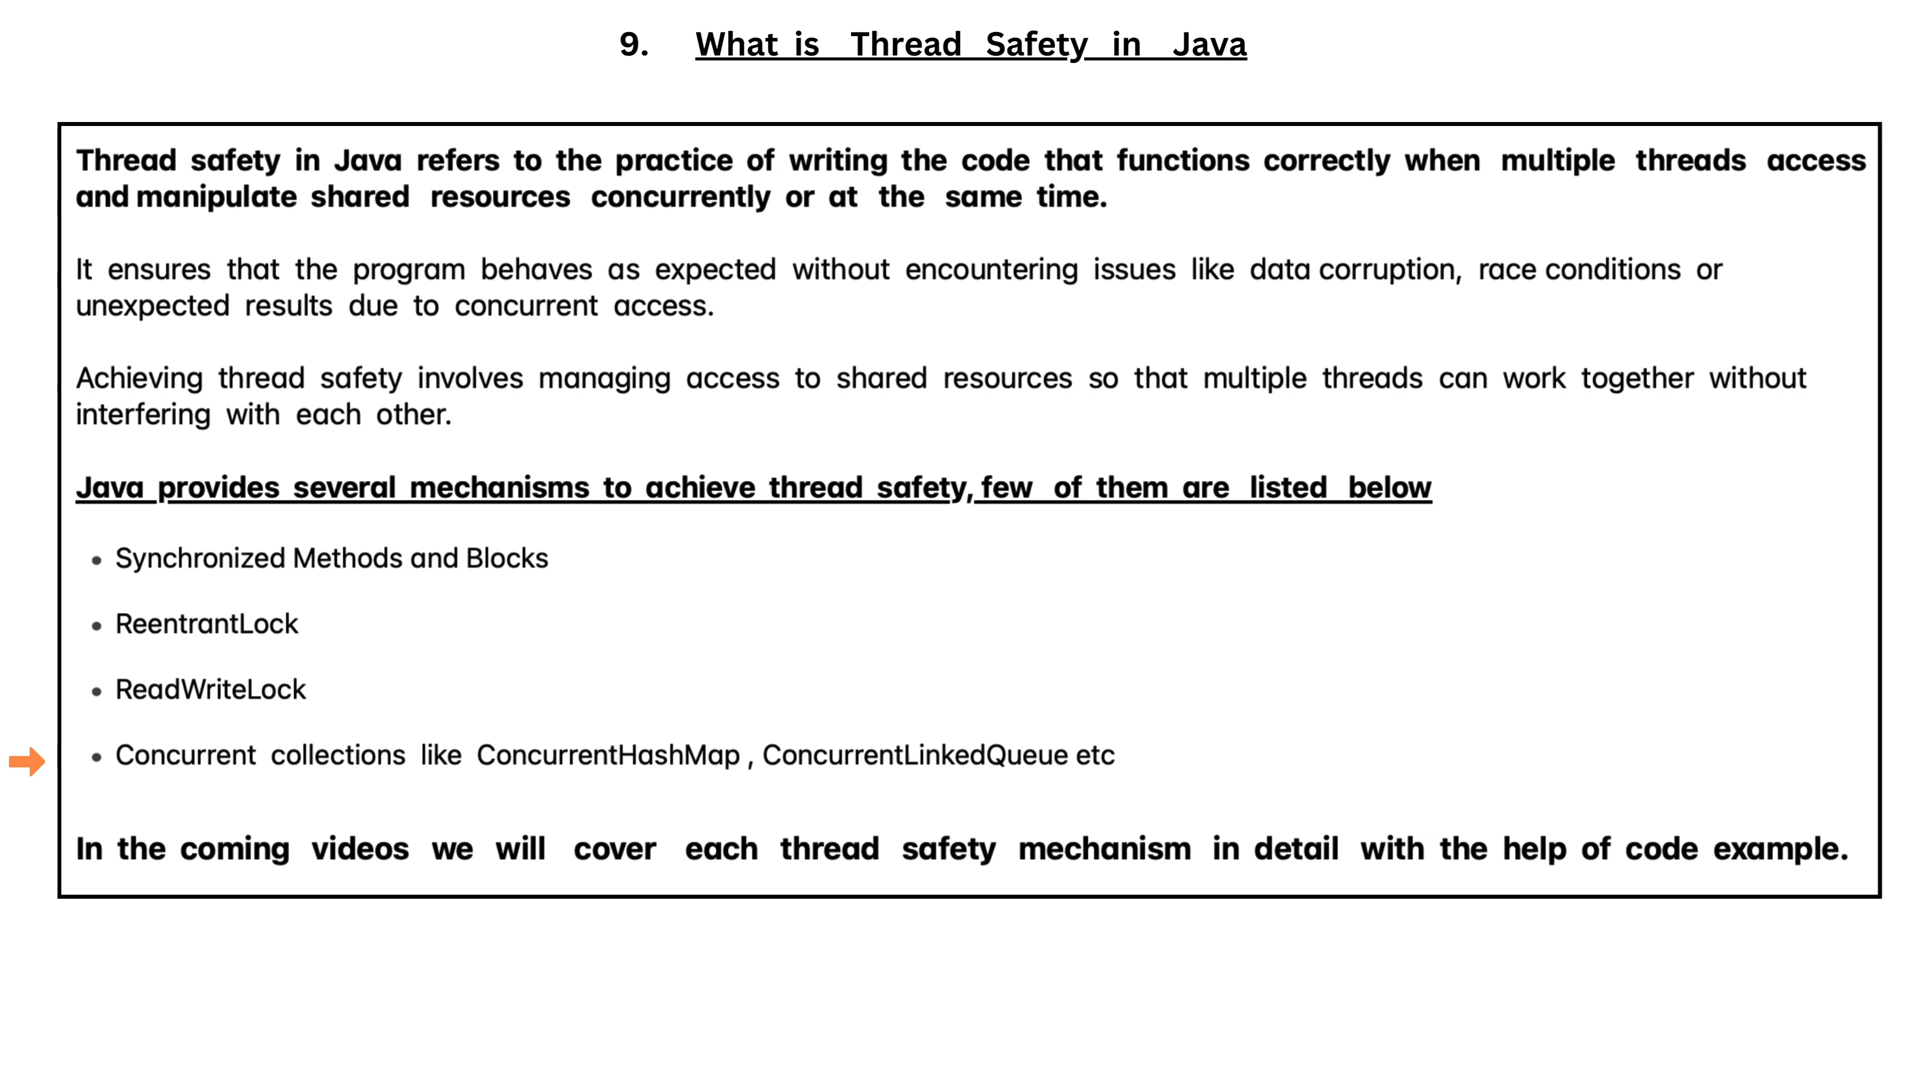 9. What is Thread Safety in Java
Thread safety in Java refers to the practice of writing the code that functions correctly when multiple threads access
and manipulate shared resources concurrently or at the same time.
It ensures that the program behaves as expected without encountering issues like data corruption, race conditions or
unexpected results due to concurrent access.
Achieving thread safety involves managing access to shared resources so that multiple threads can work together without
interfering with each other.
Java provides several mechanisms to achieve thread safety, few of them are listed below
• Synchronized Methods and Blocks
• ReentrantLock
• ReadWriteLock
• Concurrent collections like ConcurrentHashMap , ConcurrentLinkedQueue etc
In the coming videos we will cover each thread safety mechanism in detail with the help of code example.